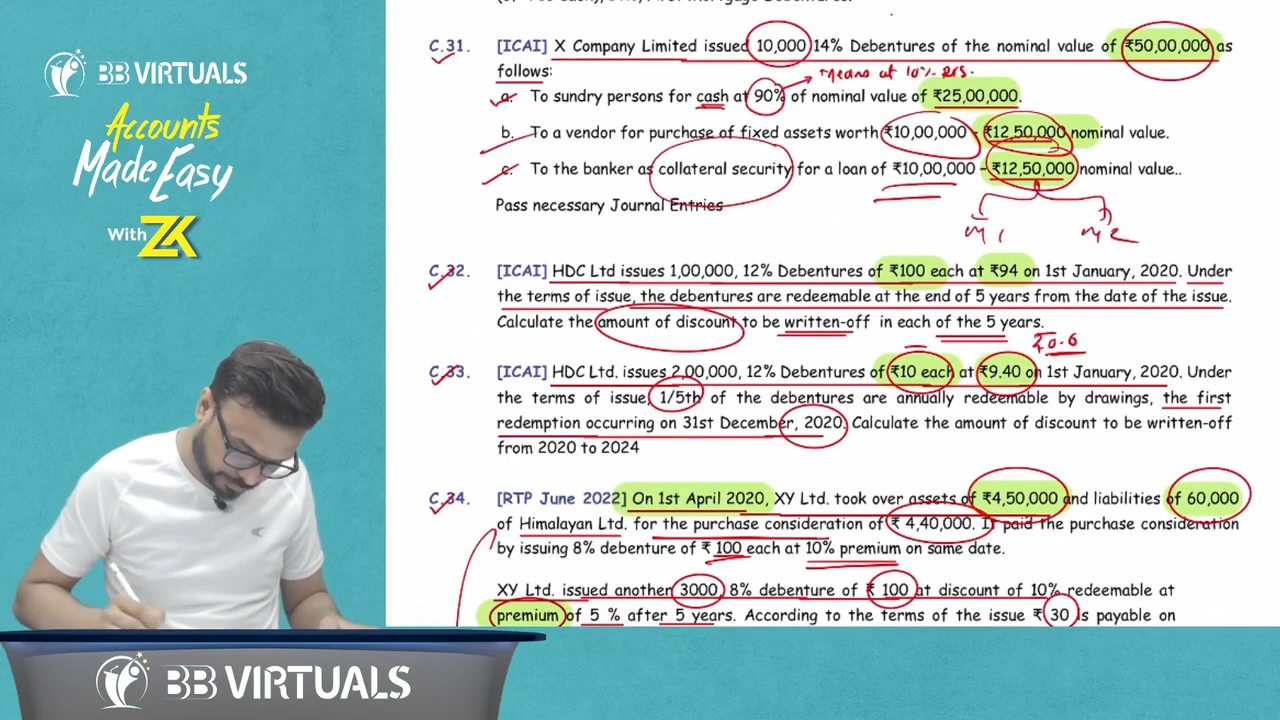 BB VIRTUALS
Accounts
Made Easy
With ZK
C.31. [ICAI] X Company Limited issued 10,000 14% Debentures of the nominal value of ₹50,00,000 as
follows:
means at 10%
a. To sundry persons for cash at 90% of nominal value of ₹25,00,000.
b. To a vendor for purchase of fixed assets worth ₹10,00,000 - ₹12,50,000 nominal value.
c. To the banker as collateral security for a loan of ₹10,00,000 - ₹12,50,000 nominal value..
Pass necessary Journal Entries
M1 M2
C.32. [ICAI] HDC Ltd issues 1,00,000, 12% Debentures of ₹100 each at ₹94 on 1st January, 2020. Under
the terms of issue, the debentures are redeemable at the end of 5 years from the date of the issue.
Calculate the amount of discount to be written-off in each of the 5 years.
₹0.6
C.33. [ICAI] HDC Ltd. issues 2,00,000, 12% Debentures of ₹10 each at ₹9.40 on 1st January, 2020. Under
the terms of issue, 1/5th of the debentures are annually redeemable by drawings, the first
redemption occurring on 31st December, 2020. Calculate the amount of discount to be written-off
from 2020 to 2024
C.34. [RTP June 2022] On 1st April 2020, XY Ltd. took over assets of ₹4,50,000 and liabilities of 60,000
of Himalayan Ltd. for the purchase consideration of ₹ 4,40,000. It paid the purchase consideration
by issuing 8% debenture of ₹ 100 each at 10% premium on same date.
XY Ltd. issued another 3000 8% debenture of ₹ 100 at discount of 10% redeemable at
premium of 5 % after 5 years. According to the terms of the issue ₹ 30 is payable on
BB VIRTUALS